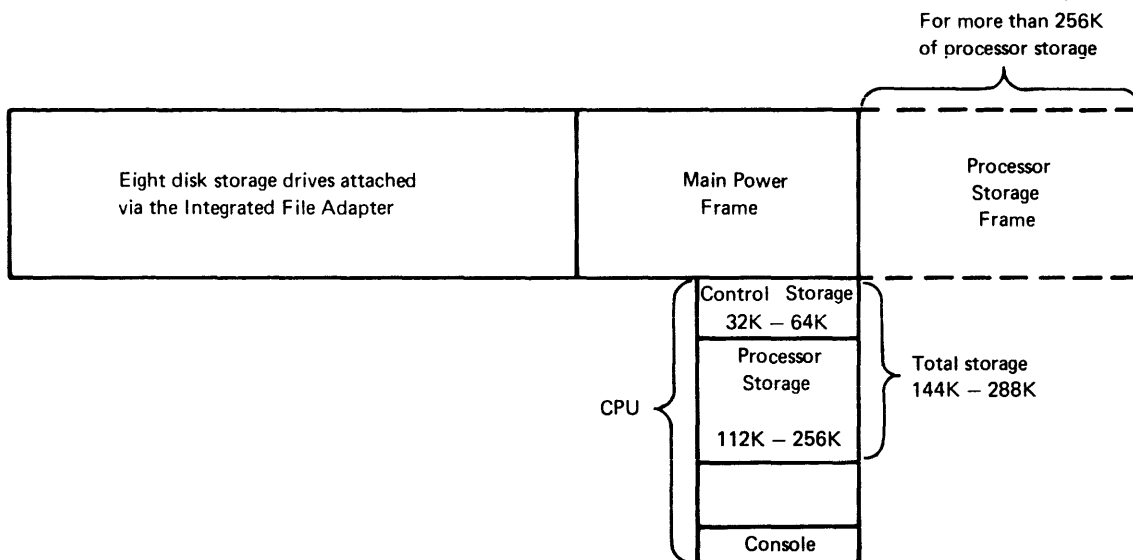 For more than 256K
of processor storage
Eight disk storage drives attached
via the Integrated File Adapter
Main Power
Frame
Processor
Storage
Frame
Control Storage
32K – 64K
Processor
Storage
112K – 256K
CPU
Total storage
144K – 288K
Console